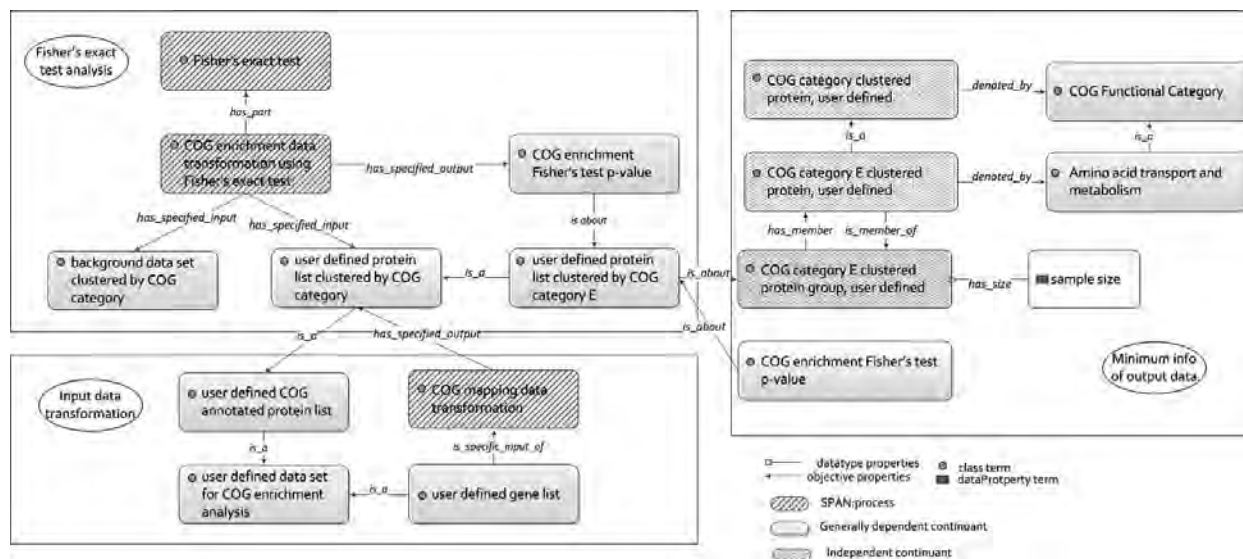 Fisher's exact
test analysis
Fisher's exact test
has_part
COG enrichment data
transformation using
Fisher's exact test
has_specified_output
COG enrichment
Fisher's test p-value
has_specified_input
has_specified_input
is about
background data set
clustered by COG
category
user defined protein
list clustered by COG
category
is_a
user defined protein
list clustered by COG
category E
is_about
is_about
is_a
has_specified_output
Input data
transformation
user defined COG
annotated protein list
COG mapping data
transformation
is_a
is_specific_input_of
user defined data set
for COG enrichment
analysis
is_a
user defined gene list
COG category clustered
protein, user defined
denated_by
COG Functional Category
is_a
is_a
COG category E clustered
protein, user defined
denated_by
Amino acid transport and
metabolism
has_member
is_member_of
COG category E clustered
protein group, user defined
has_size
sample size
COG enrichment Fisher's test
p-value
Minimum info
of output data
datatype properties
objective properties
class term
dataProtperty term
SPAN:process
Generally dependent continuant
Independent continuant